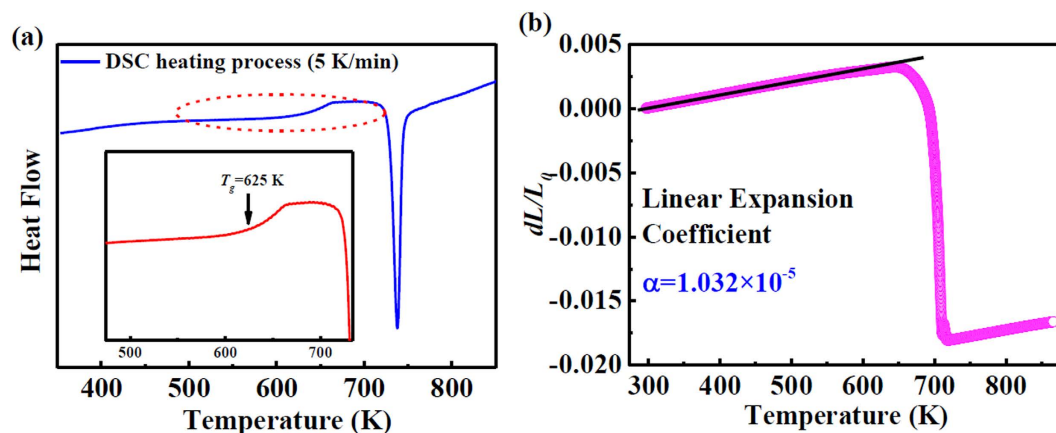 (a)
DSC heating process (5 K/min)
Heat Flow
Tg=625 K
500 600 700
400 500 600 700 800
Temperature (K)
(b)
dL/L0
0.005
0.000
-0.005
-0.010
-0.015
-0.020
Linear Expansion
Coefficient
α=1.032×10-5
300 400 500 600 700 800
Temperature (K)